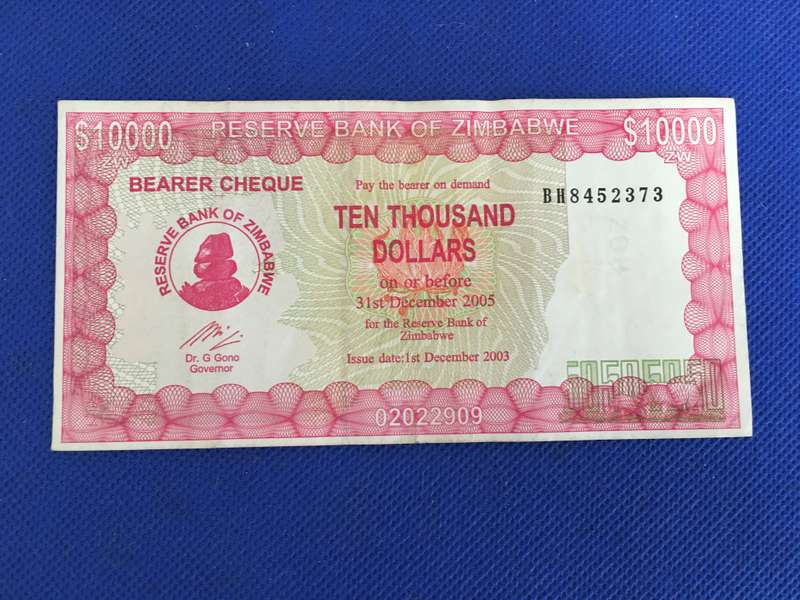 $10000 RESERVE BANK OF ZIMBABWE $10000
ZW ZW
BEARER CHEQUE
Pay the bearer on demand
BH8452373
TEN THOUSAND
DOLLARS
on or before
31st December 2005
for the Reserve Bank of
Zimbabwe
Issue date:1st December 2003
RESERVE BANK OF ZIMBABWE
Dr. G Gono
Governor
02022909